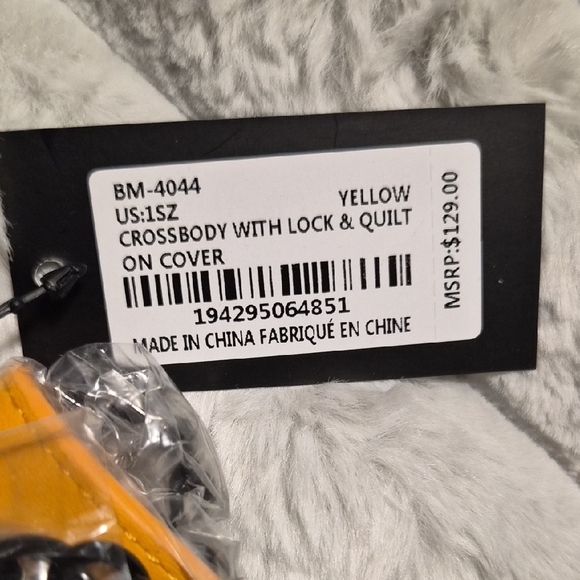 BM-4044
US:1SZ YELLOW
CROSSBODY WITH LOCK & QUILT
ON COVER
194295064851
MADE IN CHINA FABRIQUÉ EN CHINE
MSRP:$129.00